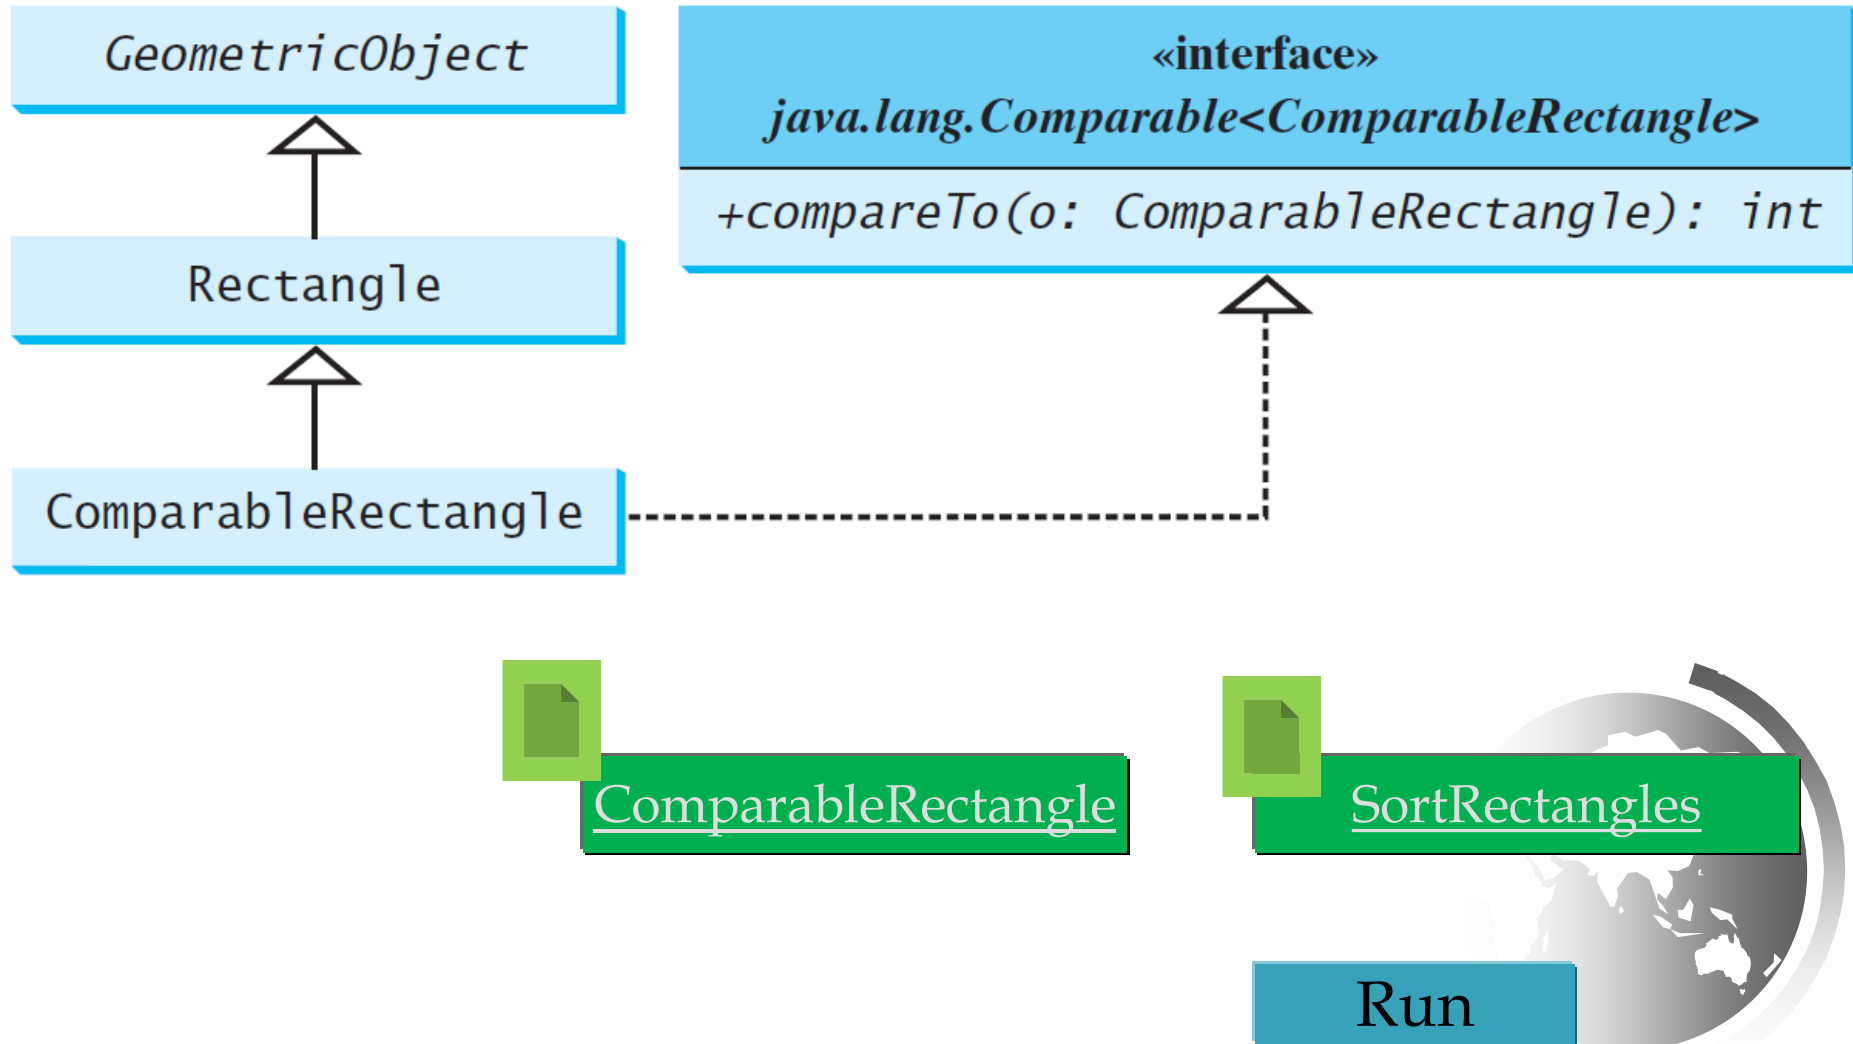 GeometricObject
Rectangle
ComparableRectangle
«interface»
java.lang.Comparable<ComparableRectangle>
+compareTo(o: ComparableRectangle): int
ComparableRectangle
SortRectangles
Run